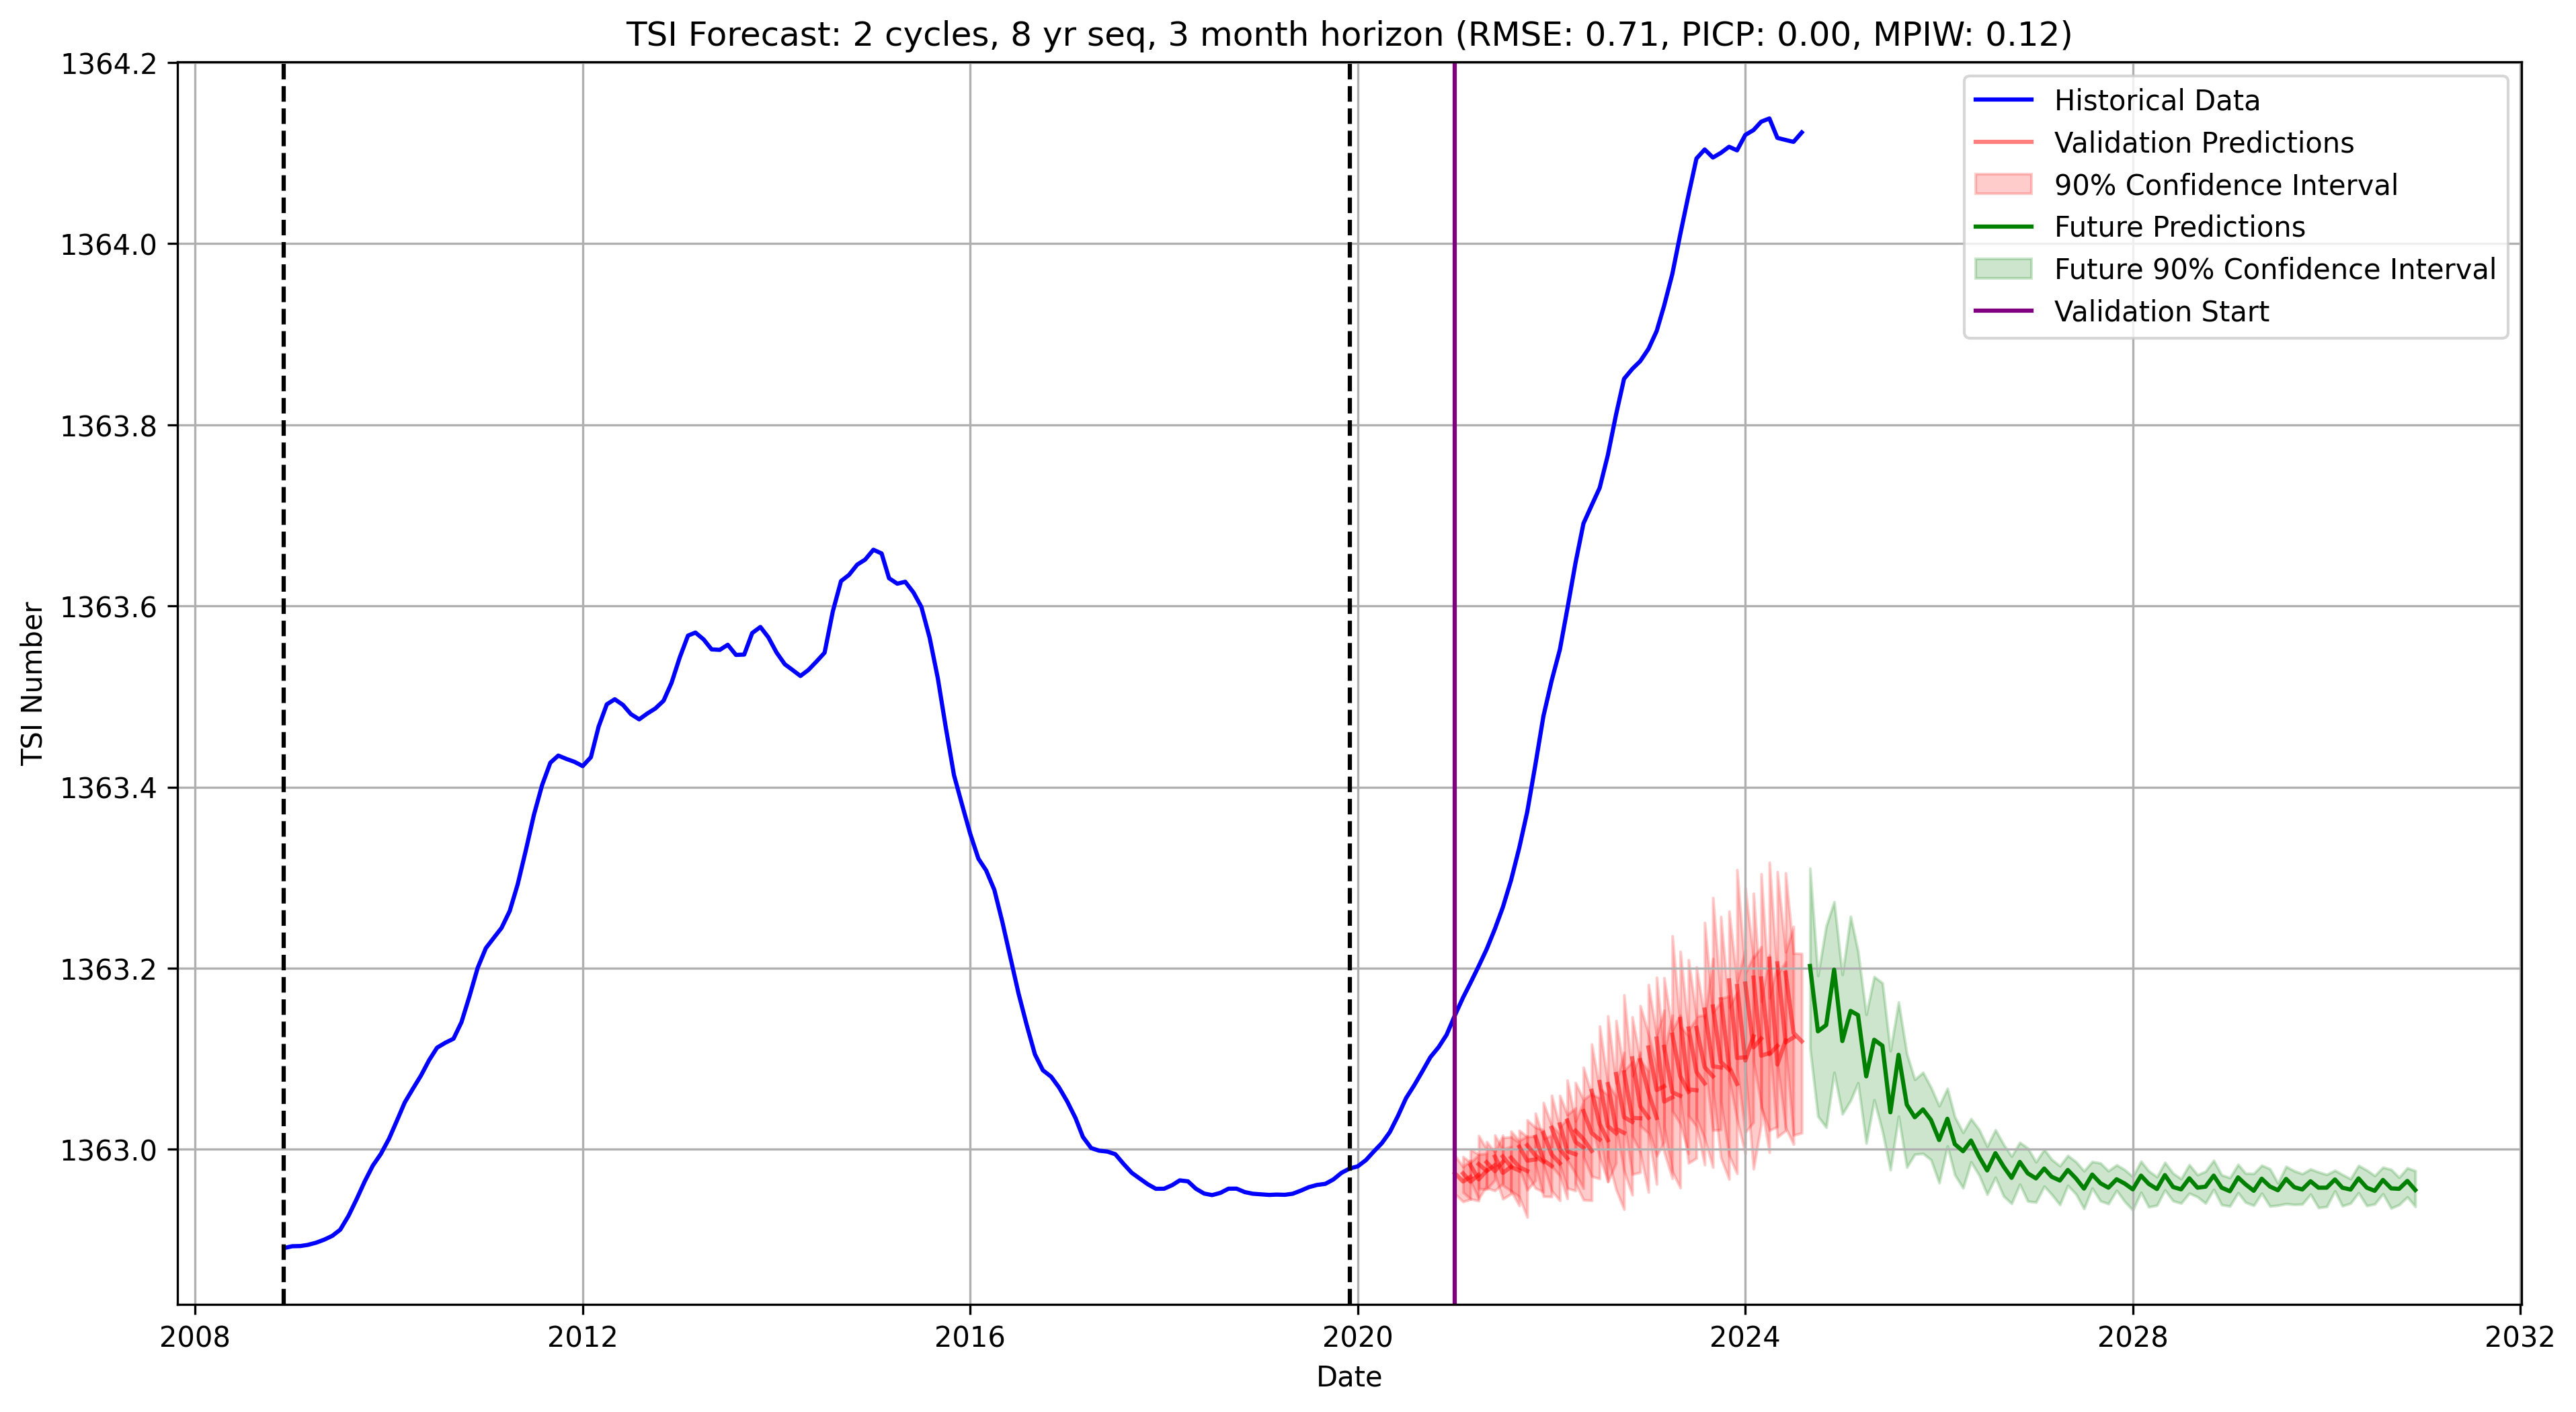 TSI Forecast: 2 cycles, 8 yr seq, 3 month horizon (RMSE: 0.71, PICP: 0.00, MPIW: 0.12)
Historical Data
Validation Predictions
90% Confidence Interval
Future Predictions
Future 90% Confidence Interval
Validation Start
TSI Number
1364.2
1364.0
1363.8
1363.6
1363.4
1363.2
1363.0
2008 2012 2016 2020 2024 2028 2032
Date